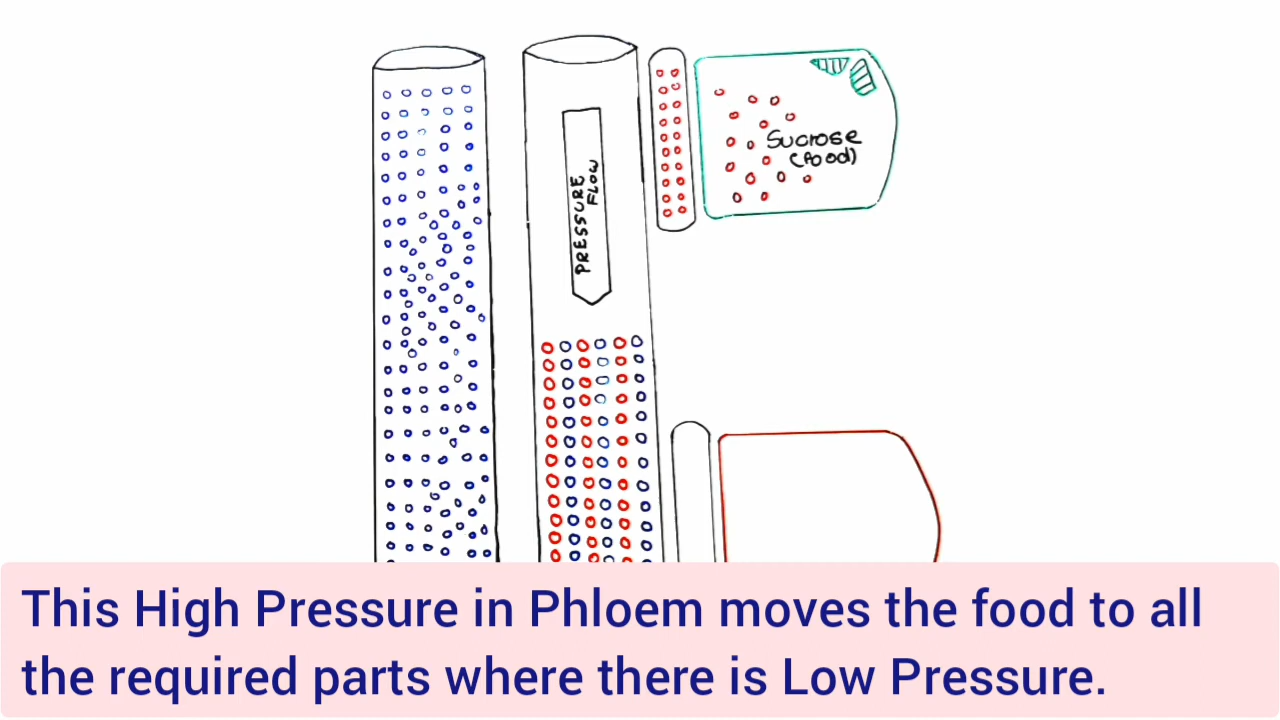 PRESSURE
FLOW
Sucrose
(food)
This High Pressure in Phloem moves the food to all
the required parts where there is Low Pressure.